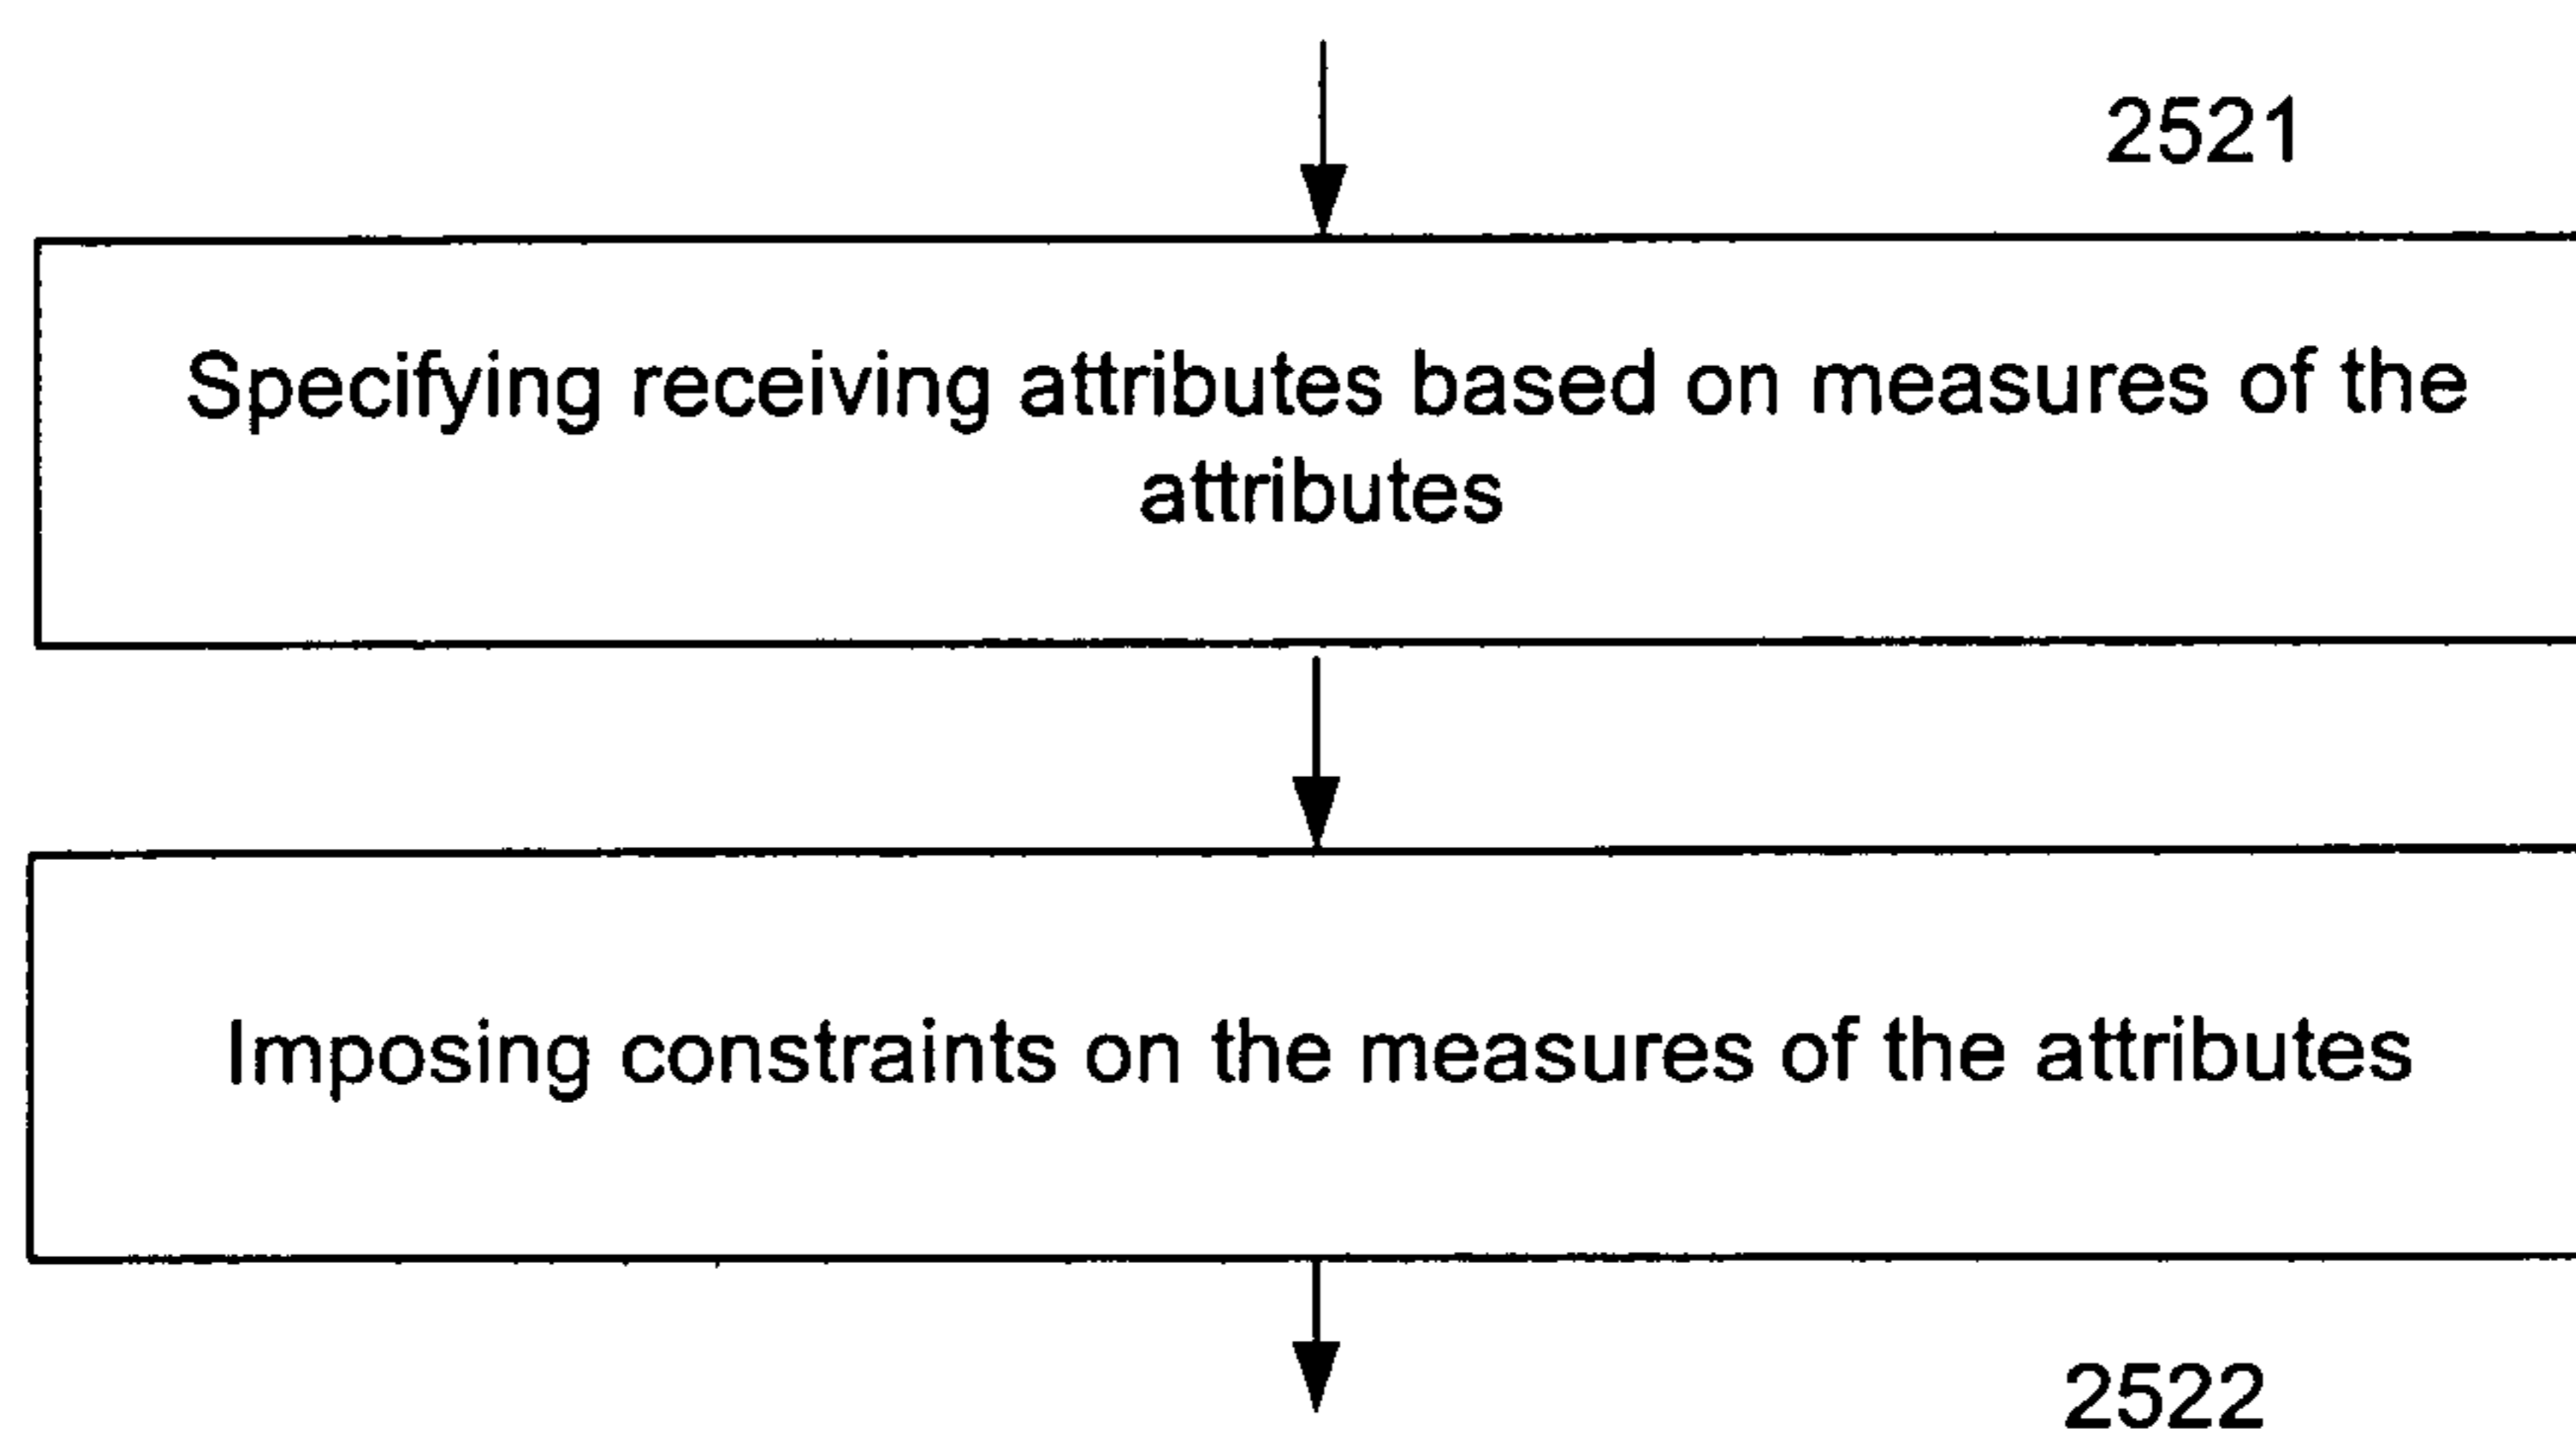 2521
Specifying receiving attributes based on measures of the
attributes
Imposing constraints on the measures of the attributes
2522